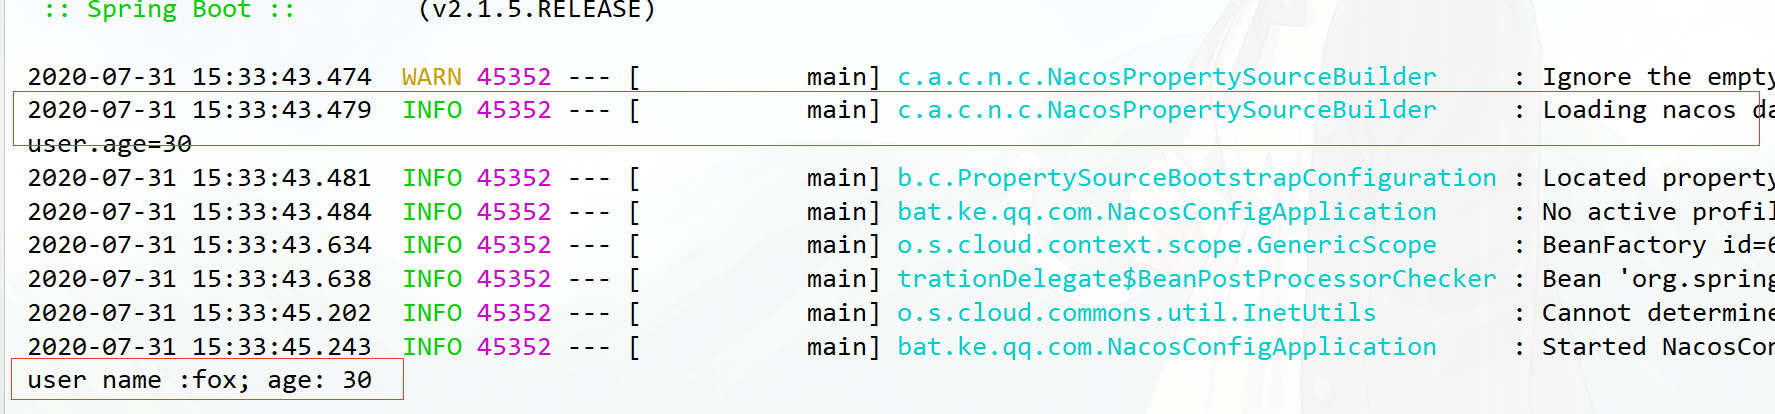 :: Spring Boot :: (v2.1.5.RELEASE)
2020-07-31 15:33:43.474 WARN 45352 --- [ main] c.a.c.n.c.NacosPropertySourceBuilder : Ignore the empty
2020-07-31 15:33:43.479 INFO 45352 --- [ main] c.a.c.n.c.NacosPropertySourceBuilder : Loading nacos da
user.age=30
2020-07-31 15:33:43.481 INFO 45352 --- [ main] b.c.PropertySourceBootstrapConfiguration : Located property
2020-07-31 15:33:43.484 INFO 45352 --- [ main] bat.ke.qq.com.NacosConfigApplication : No active profil
2020-07-31 15:33:43.634 INFO 45352 --- [ main] o.s.cloud.context.scope.GenericScope : BeanFactory id=6
2020-07-31 15:33:43.638 INFO 45352 --- [ main] trationDelegate$BeanPostProcessorChecker : Bean 'org.spring
2020-07-31 15:33:45.202 INFO 45352 --- [ main] o.s.cloud.commons.util.InetUtils : Cannot determine
2020-07-31 15:33:45.243 INFO 45352 --- [ main] bat.ke.qq.com.NacosConfigApplication : Started NacosCon
user name :fox; age: 30